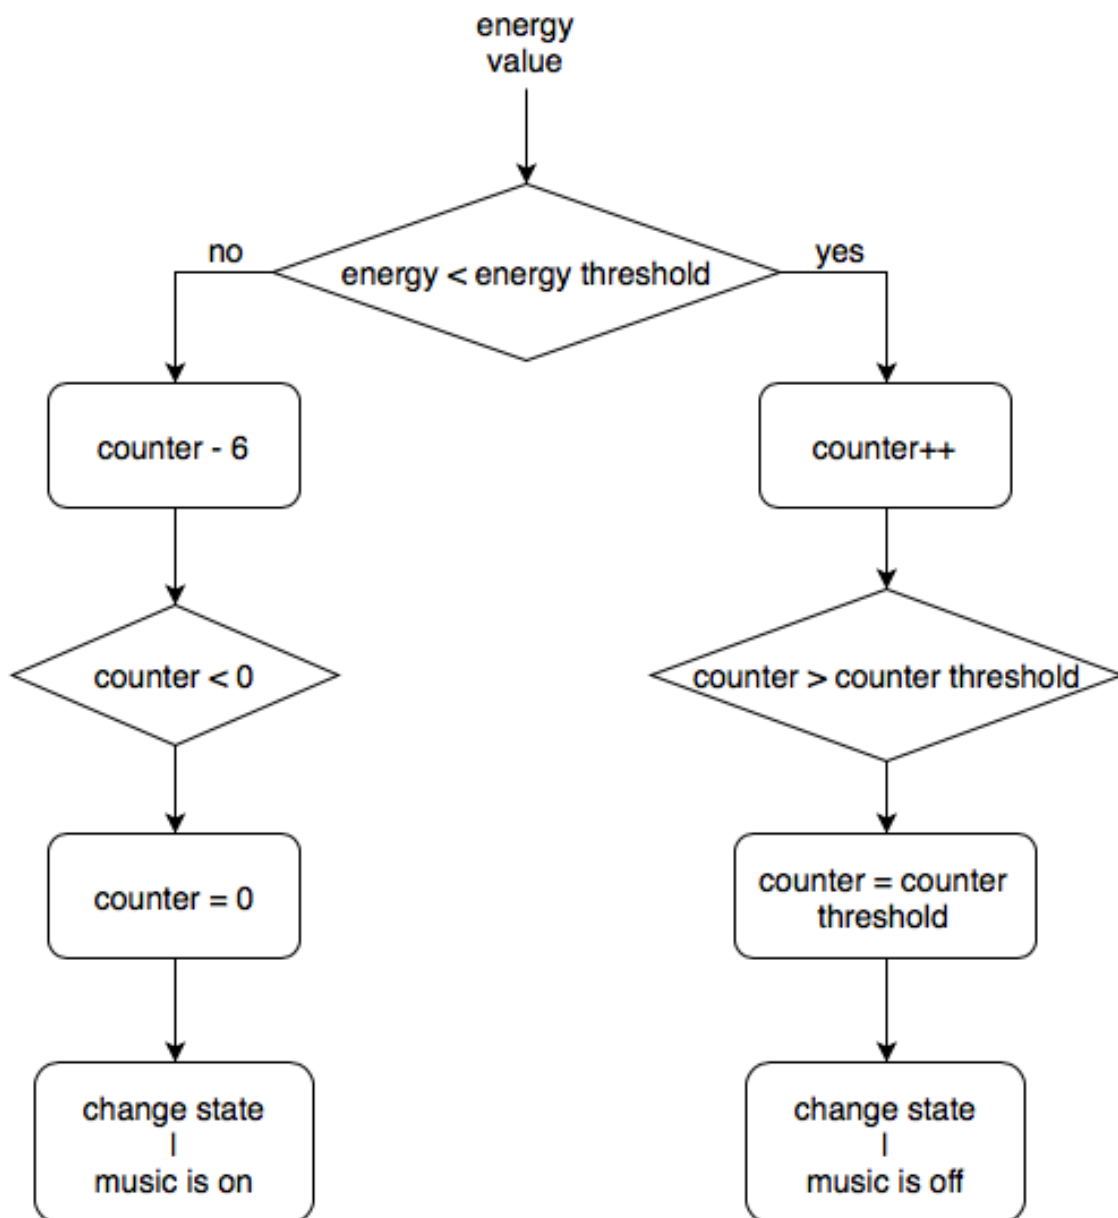 energy
value
no
energy < energy threshold
yes
counter - 6
counter++
counter < 0
counter > counter threshold
counter = 0
counter = counter
threshold
change state
|
music is on
change state
|
music is off